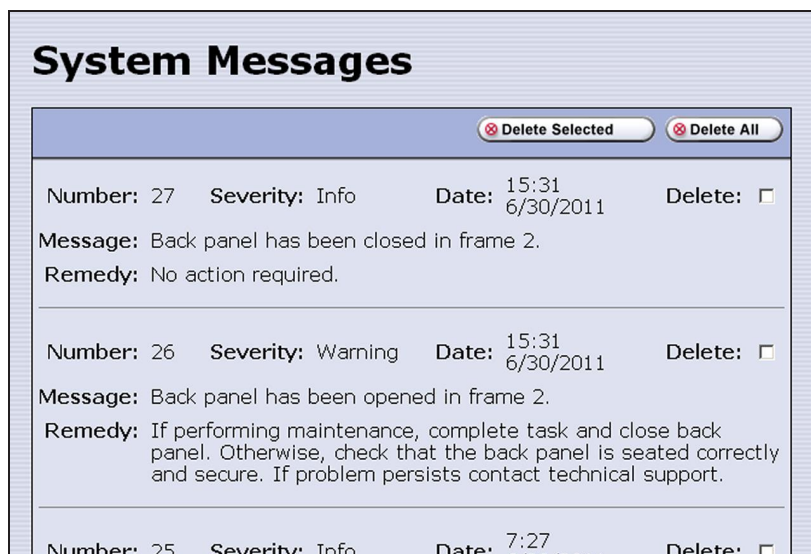 System Messages
Delete Selected Delete All
Number: 27 Severity: Info Date: 15:31 6/30/2011 Delete:
Message: Back panel has been closed in frame 2.
Remedy: No action required.
Number: 26 Severity: Warning Date: 15:31 6/30/2011 Delete:
Message: Back panel has been opened in frame 2.
Remedy: If performing maintenance, complete task and close back
panel. Otherwise, check that the back panel is seated correctly
and secure. If problem persists contact technical support.
Number: 25 Severity: Info Date: 7:27 Delete: